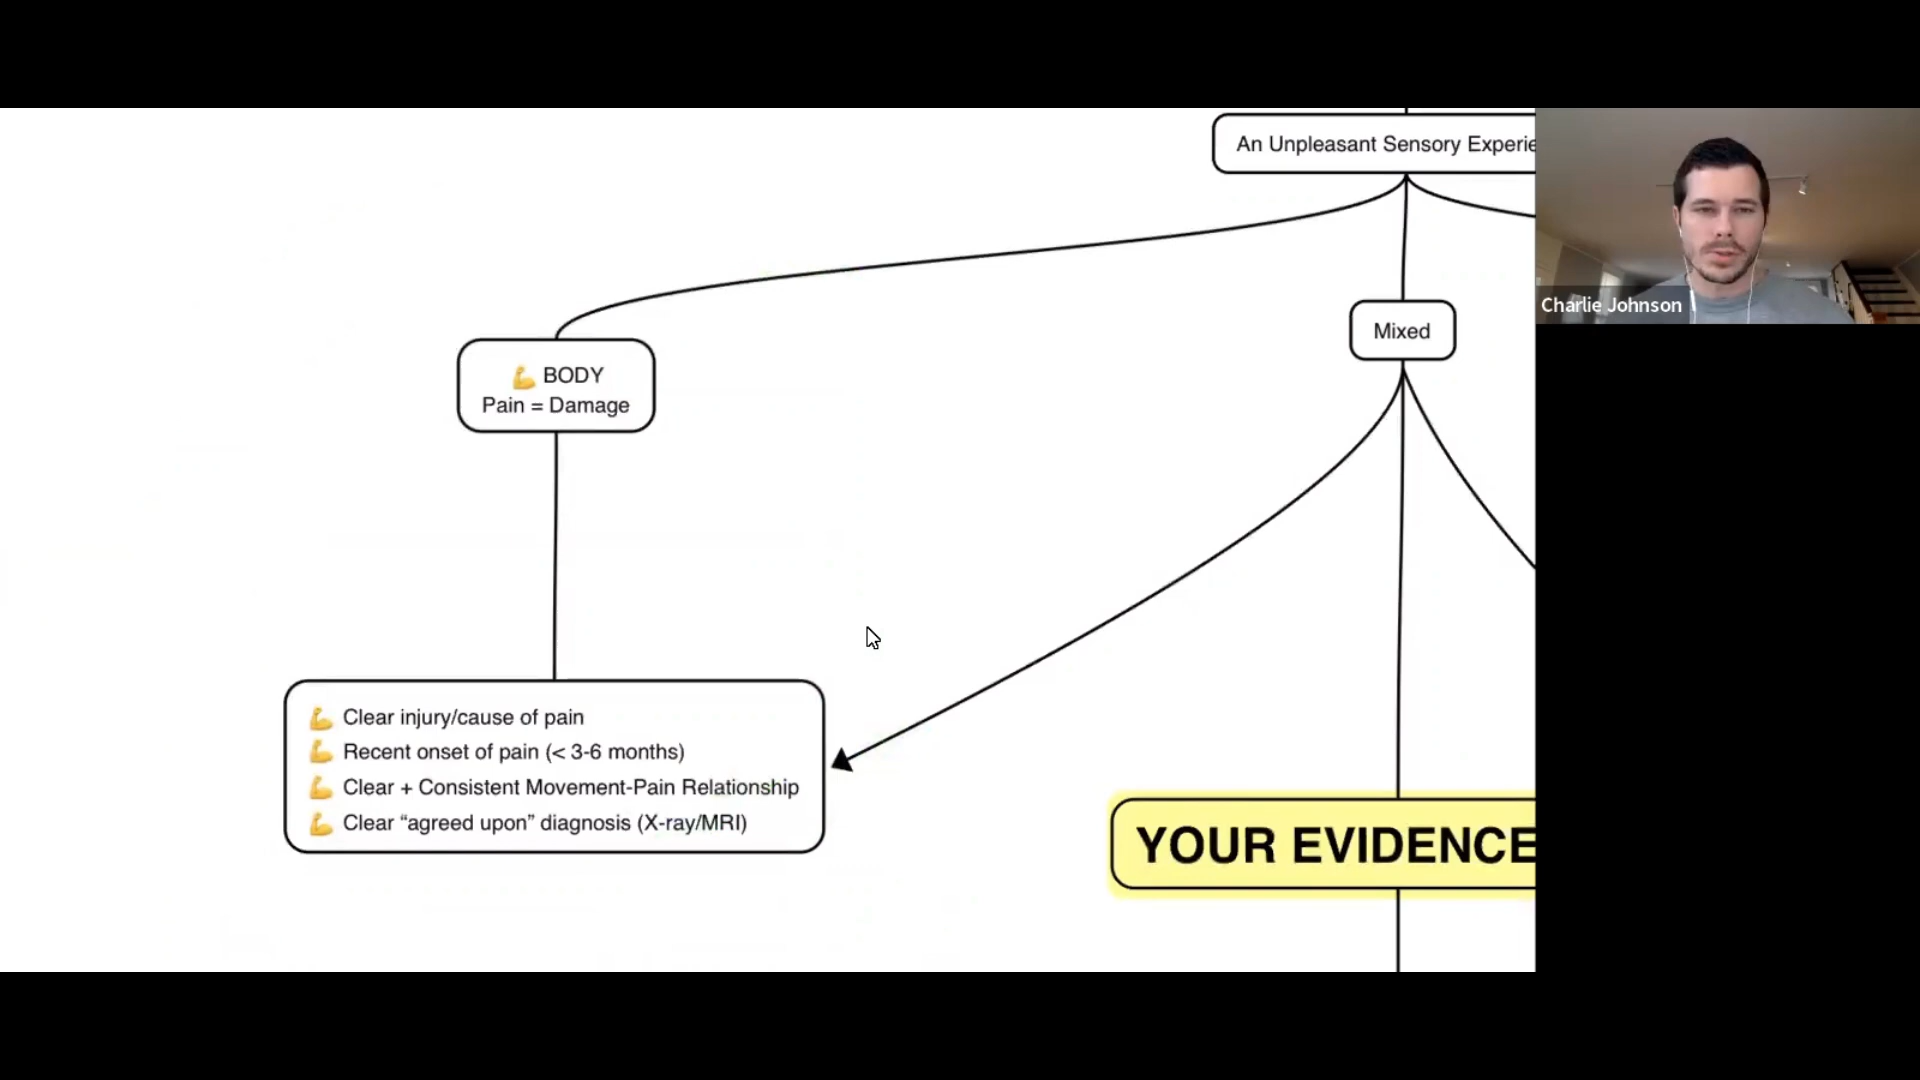 An Unpleasant Sensory Experie
Charlie Johnson
Mixed
💪 BODY
Pain = Damage
💪 Clear injury/cause of pain
💪 Recent onset of pain (< 3-6 months)
💪 Clear + Consistent Movement-Pain Relationship
💪 Clear “agreed upon” diagnosis (X-ray/MRI)
YOUR EVIDENCE